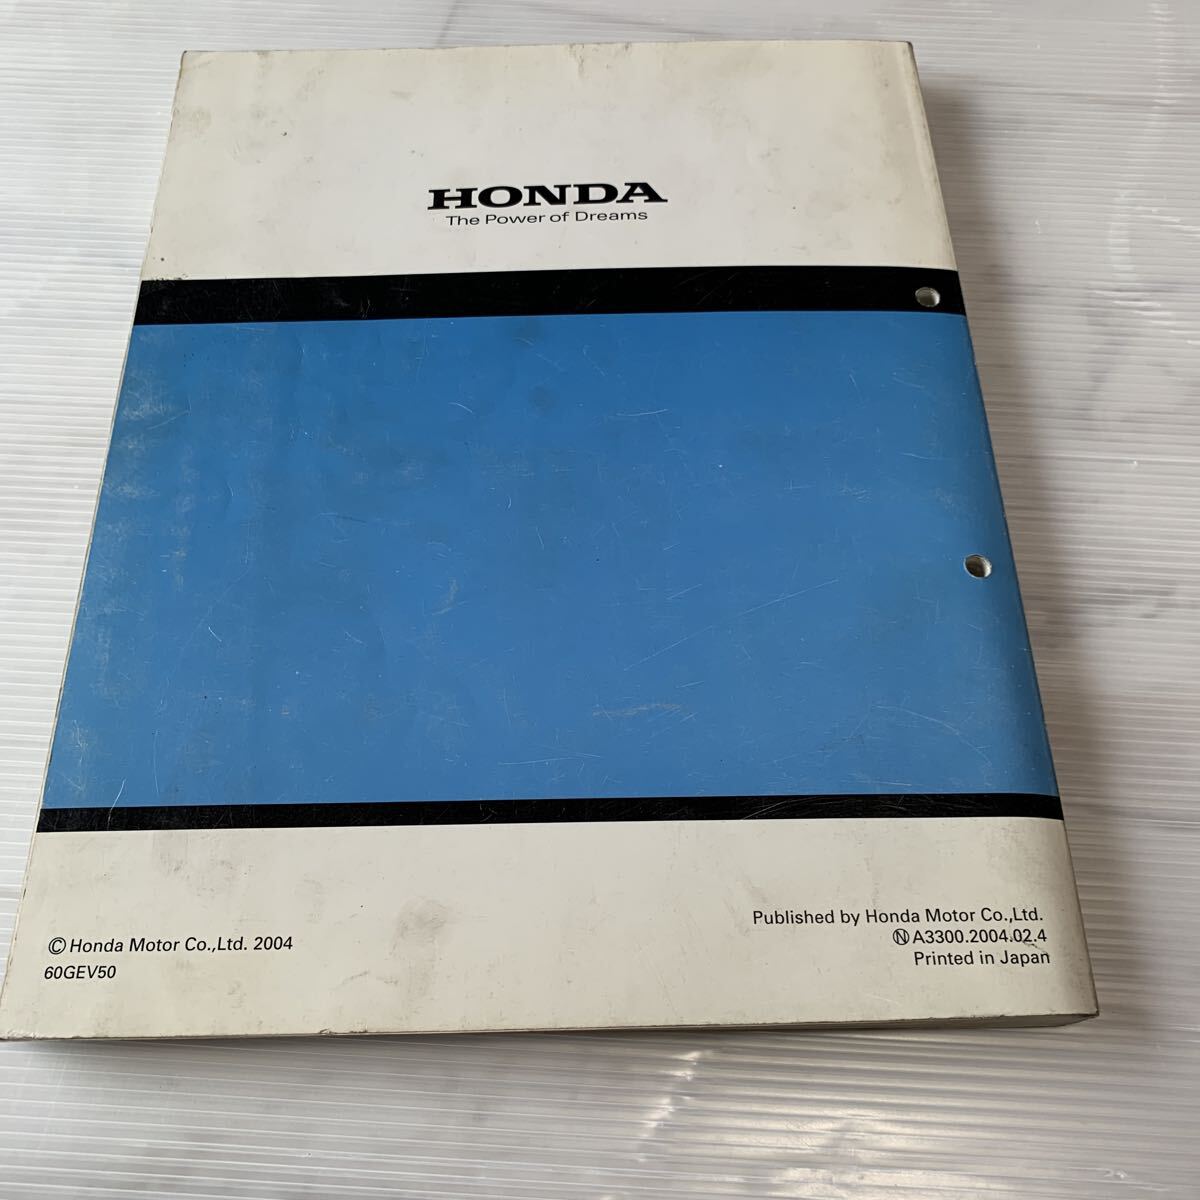 HONDA
The Power of Dreams
© Honda Motor Co.,Ltd. 2004
60GEV50
Published by Honda Motor Co.,Ltd.
Ⓝ A3300.2004.02.4
Printed in Japan